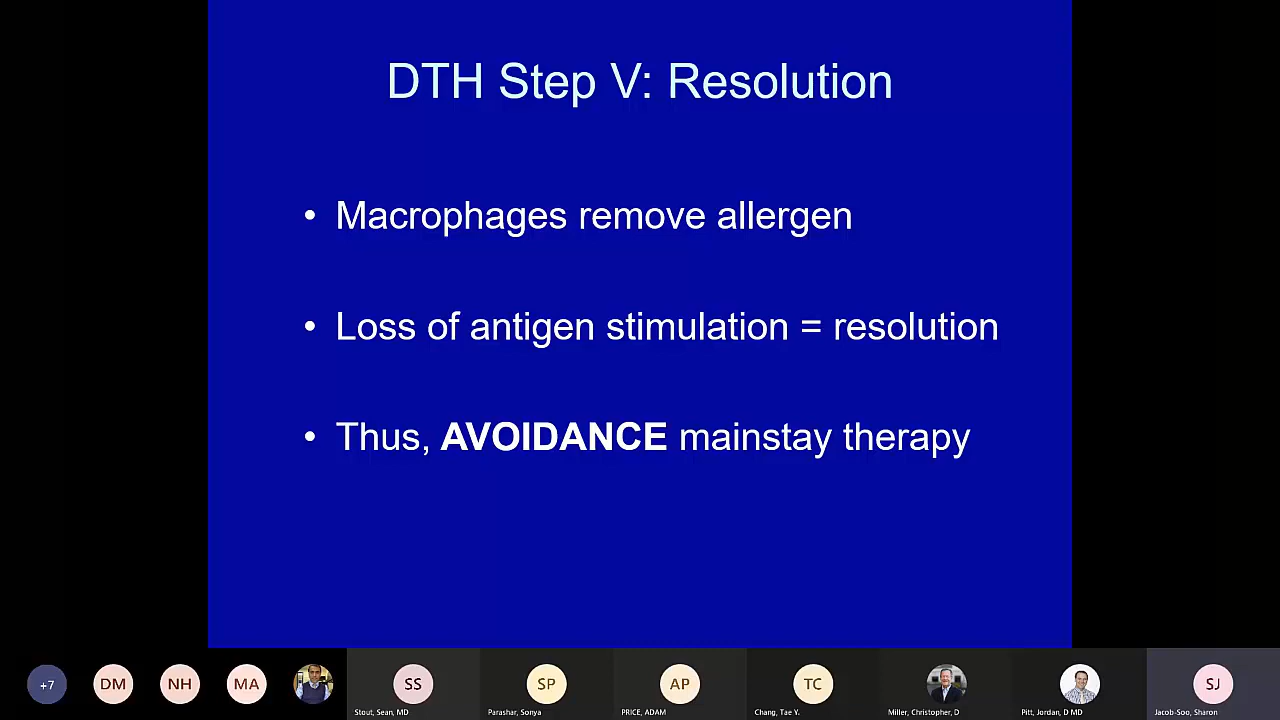 DTH Step V: Resolution
• Macrophages remove allergen
• Loss of antigen stimulation = resolution
• Thus, AVOIDANCE mainstay therapy
+7
DM
NH
MA
SS
SP
AP
TC
SJ
Stout, Sean, MD
Parashar, Sonya
PRICE, ADAM
Chang, Tae Y.
Miller, Christopher, D
Pitt, Jordan, D MD
Jacob-Soo, Sharon